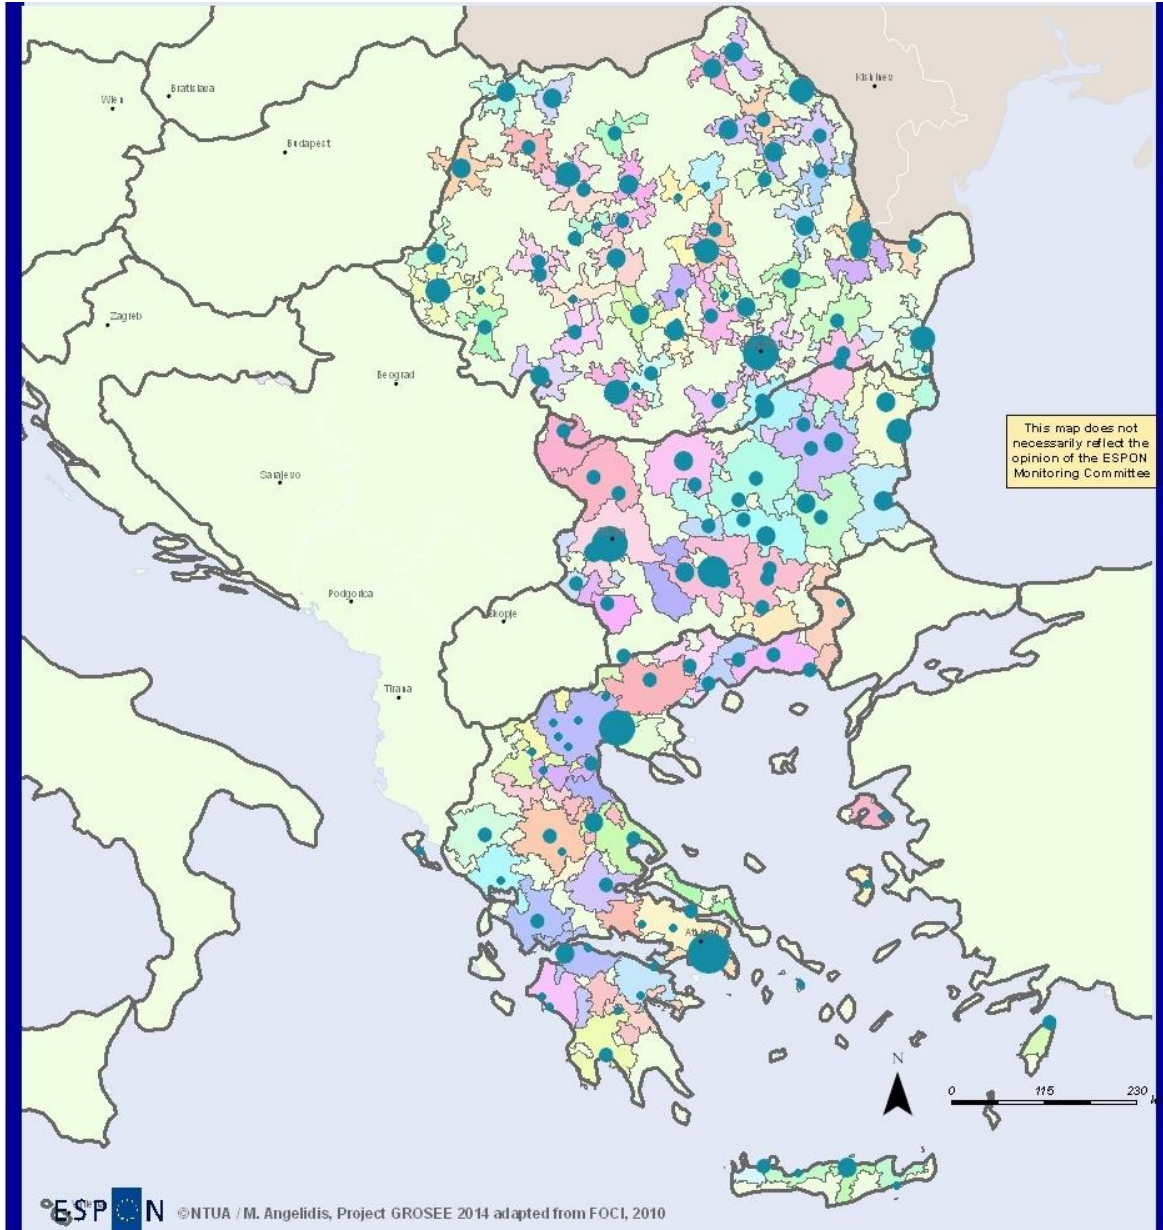 Kishinev
Bratislava
Wien
Budapest
Zagreb
Beograd
This map does not
necessarily reflect the
opinion of the ESPON
Monitoring Committee
Sarajevo
Podgorica
Skopje
Tirana
N
0 115 230
ESPON
©NTUA / M. Angelidis, Project GROSEE 2014 adapted from FOCI, 2010